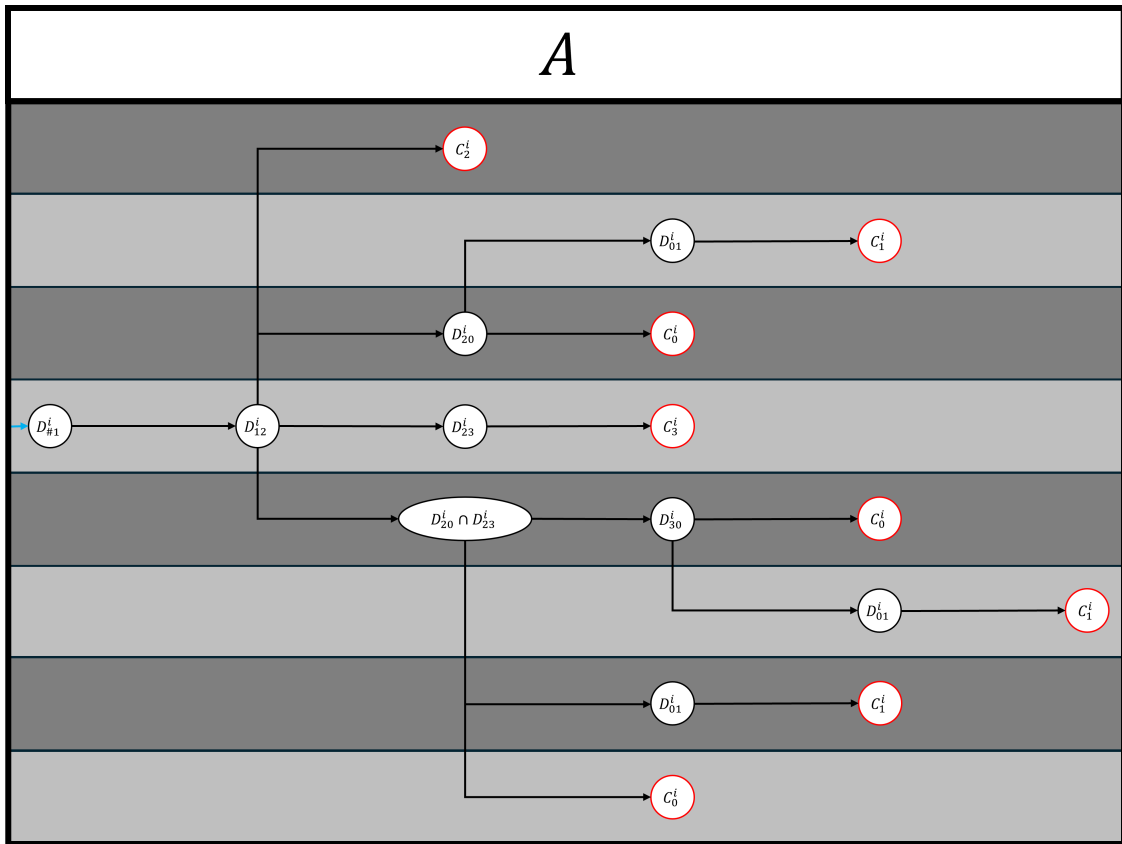 A
C_2^i
D_01^i C_1^i
D_20^i C_0^i
D_#1^i D_12^i D_23^i C_3^i
D_20^i ∩ D_23^i D_30^i C_0^i
D_01^i C_1^i
D_01^i C_1^i
C_0^i